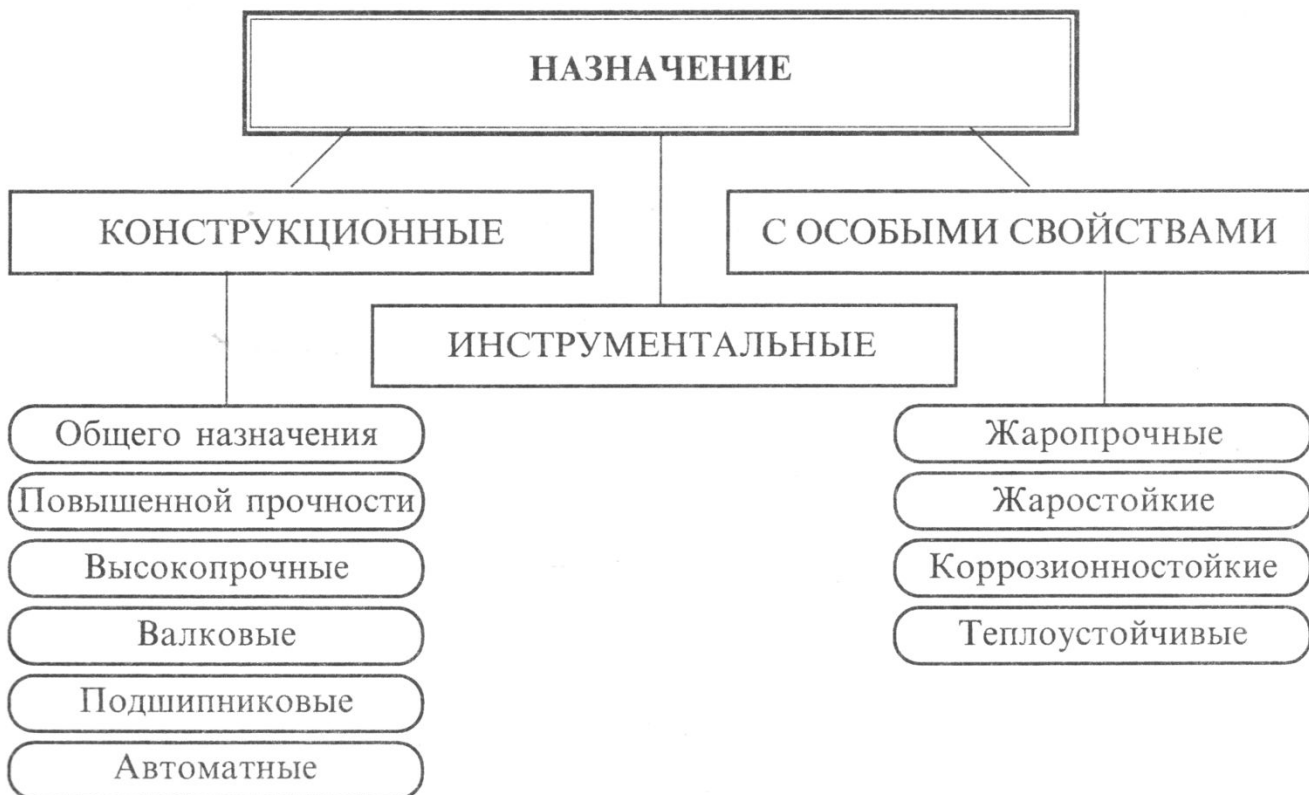 НАЗНАЧЕНИЕ
КОНСТРУКЦИОННЫЕ
С ОСОБЫМИ СВОЙСТВАМИ
ИНСТРУМЕНТАЛЬНЫЕ
Общего назначения
Повышенной прочности
Высокопрочные
Валковые
Подшипниковые
Автоматные
Жаропрочные
Жаростойкие
Коррозионностойкие
Теплоустойчивые